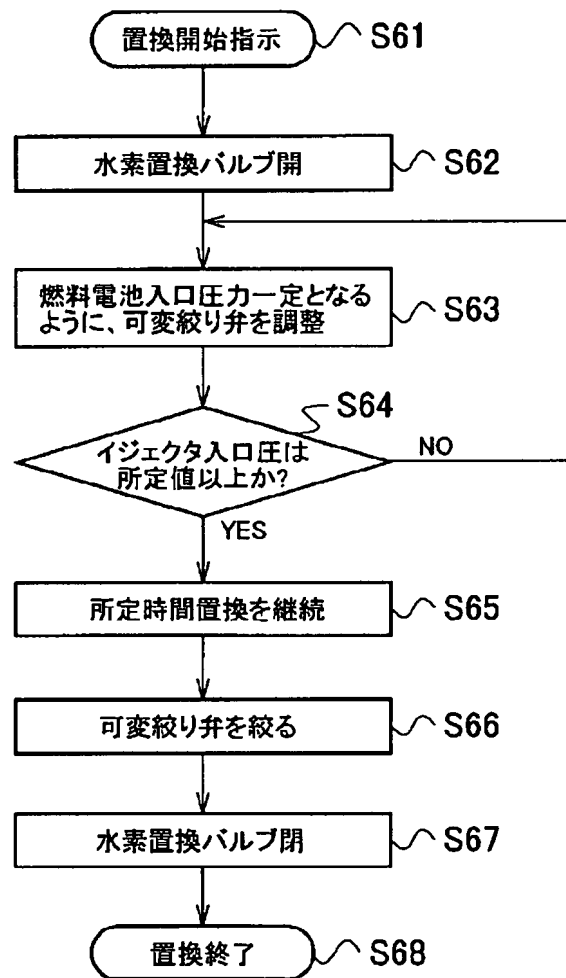 置換開始指示 S61
水素置換バルブ開 S62
燃料電池入口圧力一定となる
ように、可変絞り弁を調整 S63
S64
イジェクタ入口圧は
所定値以上か?
NO
YES
所定時間置換を継続 S65
可変絞り弁を絞る S66
水素置換バルブ閉 S67
置換終了 S68